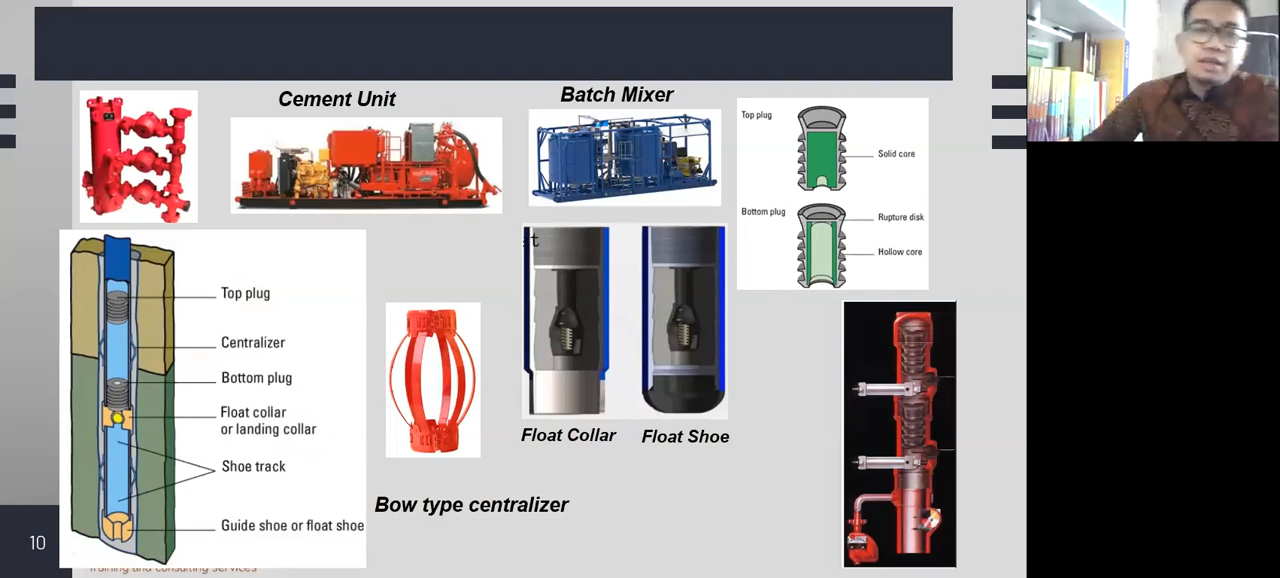 Cement Unit
Batch Mixer
Top plug
Solid core
Bottom plug
Rupture disk
Hollow core
Top plug
Centralizer
Bottom plug
Float collar
or landing collar
Shoe track
Guide shoe or float shoe
Float Collar
Float Shoe
Bow type centralizer
10
Training and consulting services